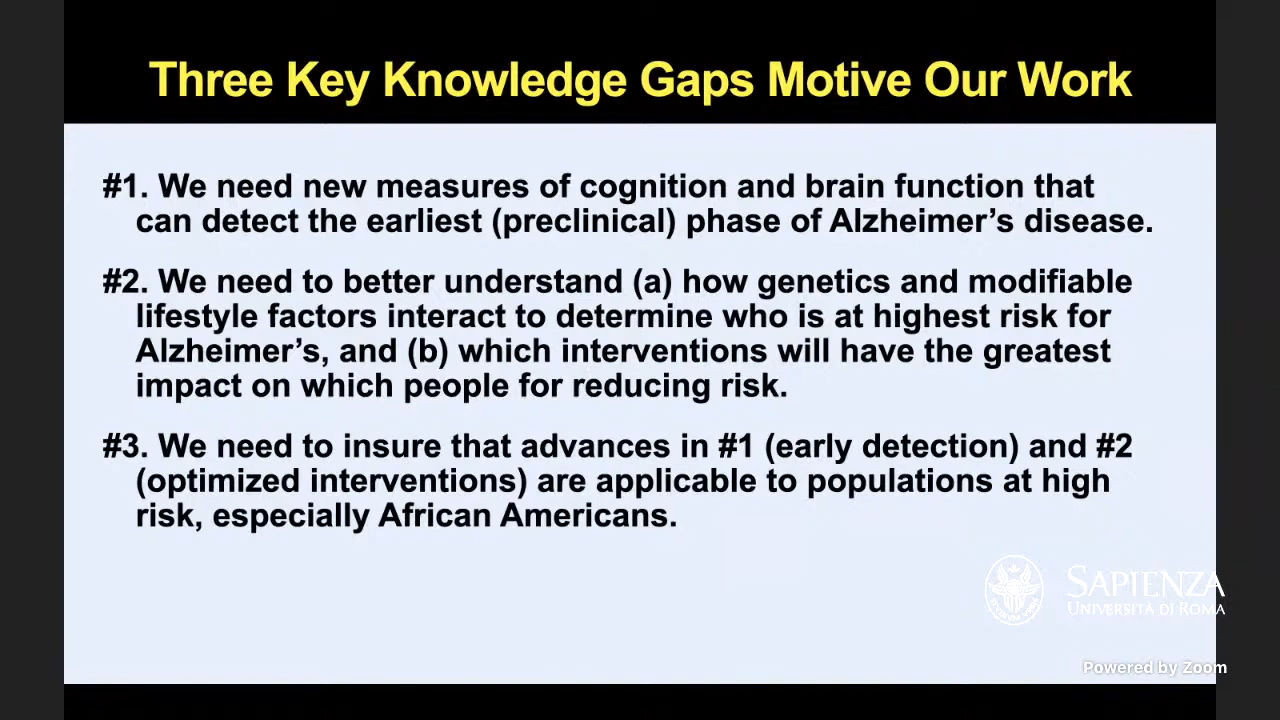 Three Key Knowledge Gaps Motive Our Work
#1. We need new measures of cognition and brain function that
can detect the earliest (preclinical) phase of Alzheimer’s disease.
#2. We need to better understand (a) how genetics and modifiable
lifestyle factors interact to determine who is at highest risk for
Alzheimer’s, and (b) which interventions will have the greatest
impact on which people for reducing risk.
#3. We need to insure that advances in #1 (early detection) and #2
(optimized interventions) are applicable to populations at high
risk, especially African Americans.
SAPIENZA
UNIVERSITÀ DI ROMA
Powered by Zoom